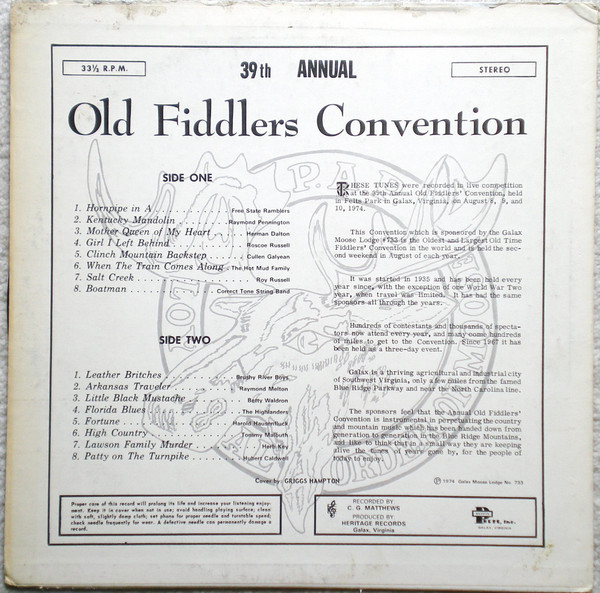 33⅓ R.P.M.
39th ANNUAL
STEREO
Old Fiddlers Convention
SIDE ONE
1. Hornpipe in A . . . . . . . . . Free State Ramblers
2. Kentucky Mandolin . . . . . . . . Raymond Pennington
3. Mother Queen of My Heart . . . . . Herman Dalton
4. Girl I Left Behind . . . . . . . . . Roscoe Russell
5. Clinch Mountain Backstep . . . . . Cullen Galyean
6. When The Train Comes Along . The Hot Mud Family
7. Salt Creek . . . . . . . . . . . . Roy Russell
8. Boatman . . . . . . . . . Correct Tone String Band
SIDE TWO
1. Leather Britches . . . . . . . . Brushy River Boys
2. Arkansas Traveler . . . . . . . . Raymond Melton
3. Little Black Mustache . . . . . . . Betty Waldron
4. Florida Blues . . . . . . . . . . The Highlanders
5. Fortune . . . . . . . . . . . . Harold Hausenfluck
6. High Country . . . . . . . . . . Tommy Malbuth
7. Lawson Family Murder . . . . . . . Herb Key
8. Patty on The Turnpike . . . . . . Hubert Caldwell
Cover by: GRIGGS HAMPTON
THESE TUNES were recorded in live competition
at the 39th Annual Old Fiddlers' Convention, held
in Felts Park in Galax, Virginia, on August 8, 9, and
10, 1974.
This Convention which is sponsored by the Galax
Moose Lodge #733 is the Oldest and Largest Old Time
Fiddlers' Convention in the world and is held the sec-
ond weekend in August of each year.
It was started in 1935 and has been held every
year since, with the exception of one World War Two
year, when travel was limited. It has had the same
sponsors all through the years.
Hundreds of contestants and thousands of specta-
tors now attend every year, and many come hundreds
of miles to get to the Convention. Since 1967 it has
been held as a three-day event.
Galax is a thriving agricultural and industrial city
of Southwest Virginia, only a few miles from the famed
Blue Ridge Parkway and near the North Carolina line.
The sponsors feel that the Annual Old Fiddlers'
Convention is instrumental in perpetuating the country
and mountain music which has been handed down from
generation to generation in the Blue Ridge Mountains,
and like to think that in a small way they are keeping
alive the times of years gone by, for the people of
today to enjoy.
© 1974 Galax Moose Lodge No. 733
Proper care of this record will prolong its life and increase your listening enjoy-
ment. Keep it in cover when not in use; avoid handling playing surface; clean
with soft, slightly damp cloth; set phono for proper needle and turntable speed;
check needle frequently for wear. A defective needle can permanently damage a
record.
RECORDED BY:
C. G. MATTHEWS
PRODUCED BY:
HERITAGE RECORDS
Galax, Virginia
GALAX, VIRGINIA
P.A.P.